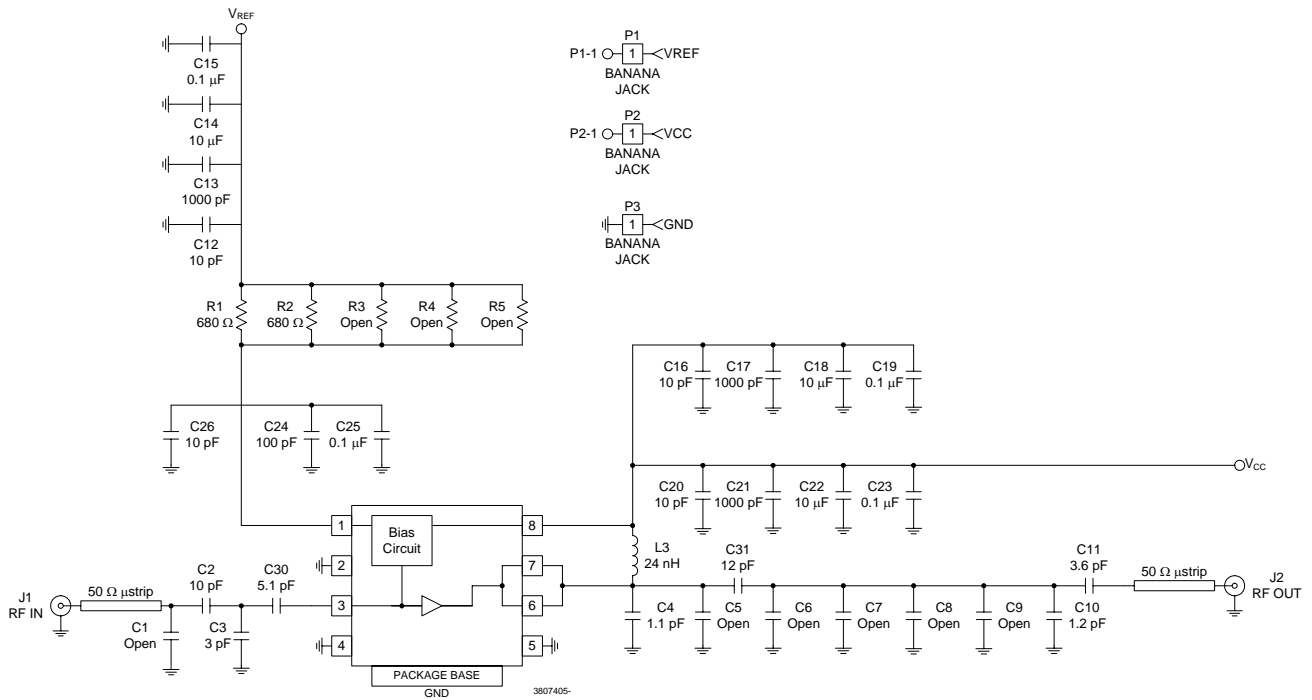 VREF
C15
0.1 µF
C14
10 µF
C13
1000 pF
C12
10 pF
P1
P1-1 1 VREF
BANANA
JACK
P2
P2-1 1 VCC
BANANA
JACK
P3
1 GND
BANANA
JACK
R1
680 Ω
R2
680 Ω
R3
Open
R4
Open
R5
Open
C16
10 pF
C17
1000 pF
C18
10 µF
C19
0.1 µF
C26
10 pF
C24
100 pF
C25
0.1 µF
VCC
C20
10 pF
C21
1000 pF
C22
10 µF
C23
0.1 µF
1
8
Bias
Circuit
2
7
3
6
4
5
L3
24 nH
C31
12 pF
C11
3.6 pF
50 Ω µstrip
J2
RF OUT
J1
RF IN
50 Ω µstrip
C2
10 pF
C30
5.1 pF
C1
Open
C3
3 pF
C4
1.1 pF
C5
Open
C6
Open
C7
Open
C8
Open
C9
Open
C10
1.2 pF
PACKAGE BASE
GND
3807405-